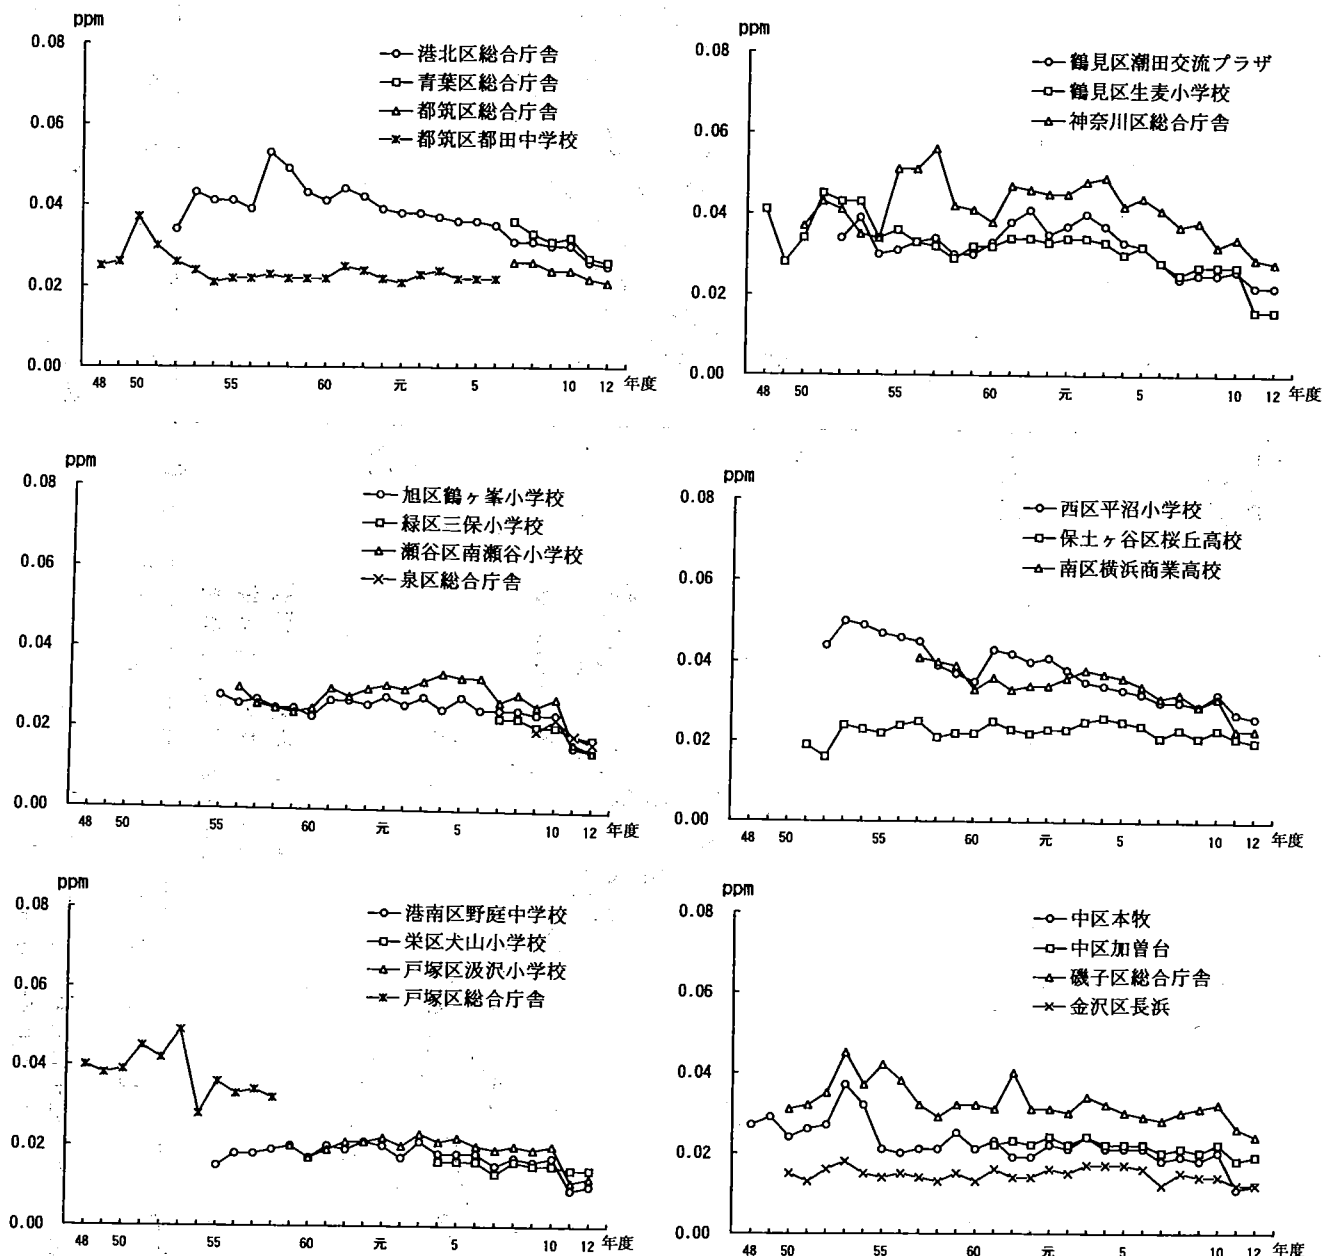 ppm
0.08
0.06
0.04
0.02
0.00
港北区総合庁舎
青葉区総合庁舎
都筑区総合庁舎
都筑区都田中学校
48 50 55 60 元 5 10 12 年度
ppm
0.08
0.06
0.04
0.02
0.00
鶴見区潮田交流プラザ
鶴見区生麦小学校
神奈川区総合庁舎
48 50 55 60 元 5 10 12 年度
ppm
0.08
0.06
0.04
0.02
0.00
旭区鶴ヶ峯小学校
緑区三保小学校
瀬谷区南瀬谷小学校
泉区総合庁舎
48 50 55 60 元 5 10 12 年度
ppm
0.08
0.06
0.04
0.02
0.00
西区平沼小学校
保土ヶ谷区桜丘高校
南区横浜商業高校
48 50 55 60 元 5 10 12 年度
ppm
0.08
0.06
0.04
0.02
0.00
港南区野庭中学校
栄区犬山小学校
戸塚区汲沢小学校
戸塚区総合庁舎
48 50 55 60 元 5 10 12 年度
ppm
0.08
0.06
0.04
0.02
0.00
中区本牧
中区加曽台
磯子区総合庁舎
金沢区長浜
48 50 55 60 元 5 10 12 年度